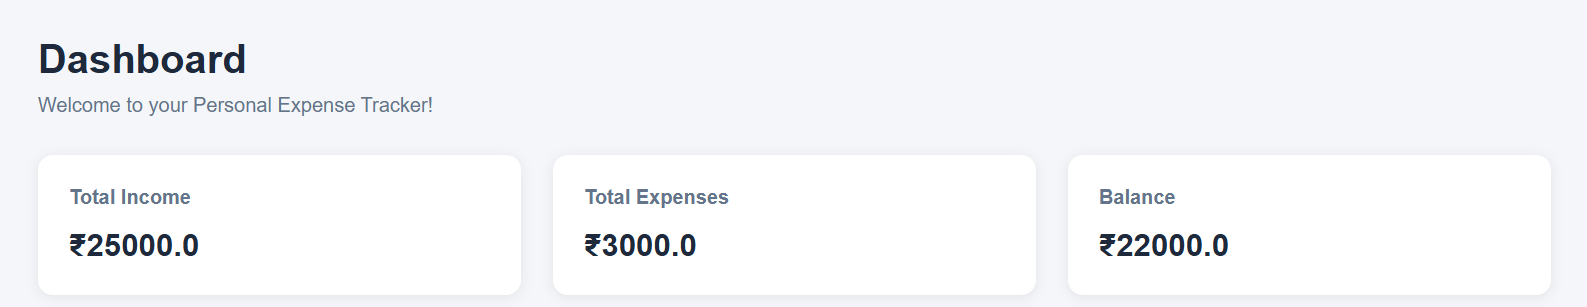 Dashboard
Welcome to your Personal Expense Tracker!
Total Income
₹25000.0
Total Expenses
₹3000.0
Balance
₹22000.0